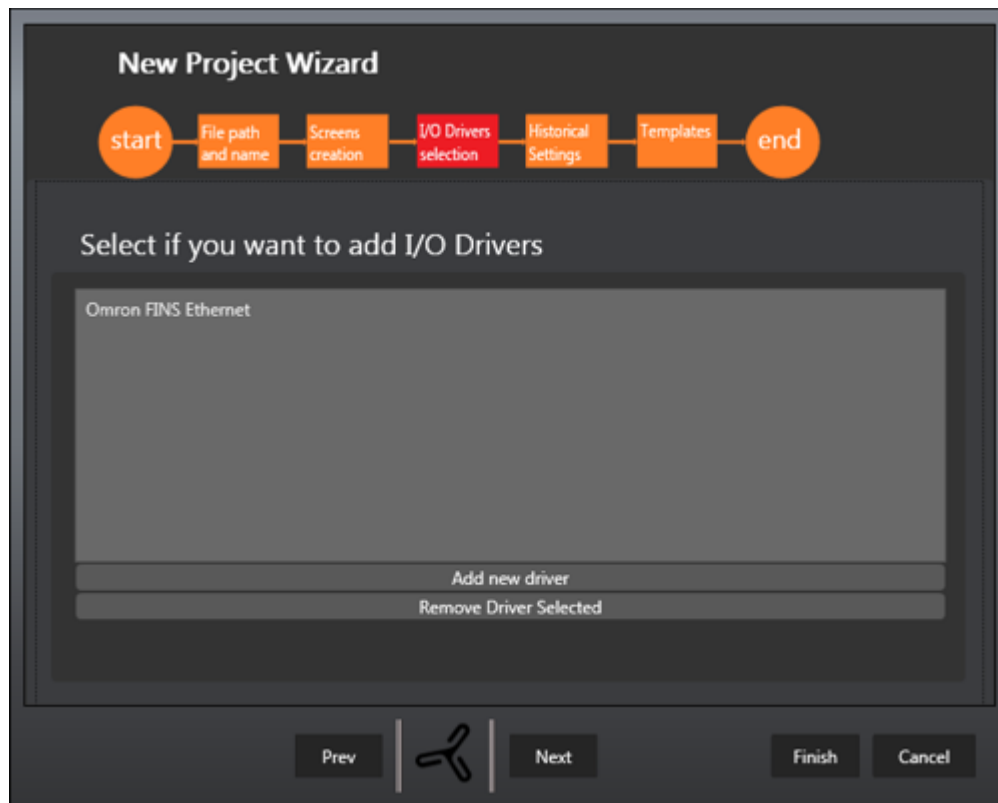 New Project Wizard
start
File path
and name
Screens
creation
I/O Drivers
selection
Historical
Settings
Templates
end
Select if you want to add I/O Drivers
Omron FINS Ethernet
Add new driver
Remove Driver Selected
Prev
Next
Finish
Cancel